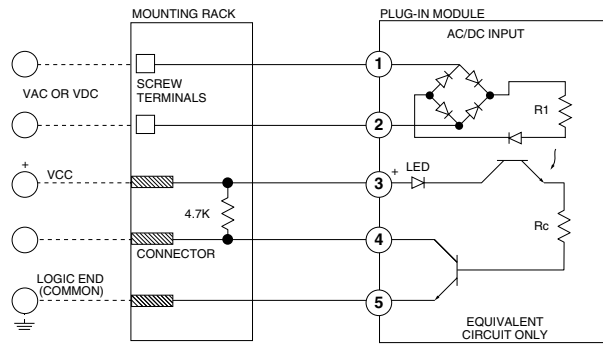 MOUNTING RACK
PLUG-IN MODULE
AC/DC INPUT
1
VAC OR VDC
SCREW
TERMINALS
R1
2
+
VCC
3
+
LED
4.7K
Rc
4
CONNECTOR
LOGIC END
(COMMON)
5
EQUIVALENT
CIRCUIT ONLY